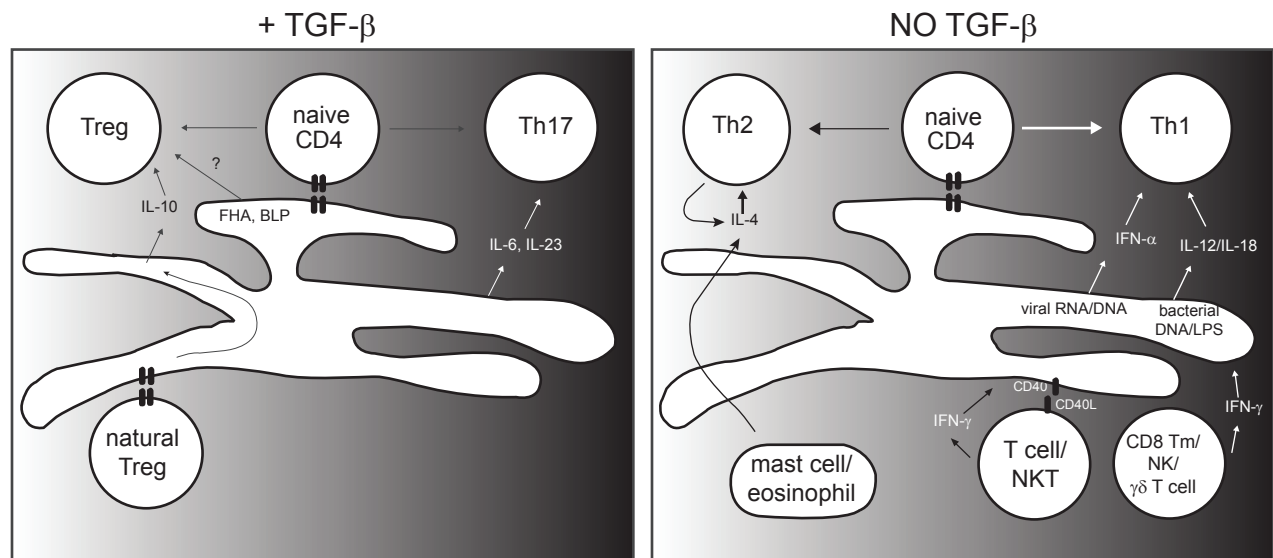 + TGF-β
Treg
naive
CD4
Th17
?
IL-10
FHA, BLP
IL-6, IL-23
natural
Treg
NO TGF-β
Th2
naive
CD4
Th1
IL-4
IFN-α
IL-12/IL-18
viral RNA/DNA
bacterial
DNA/LPS
CD40
CD40L
IFN-γ
IFN-γ
mast cell/
eosinophil
T cell/
NKT
CD8 Tm/
NK/
γδ T cell